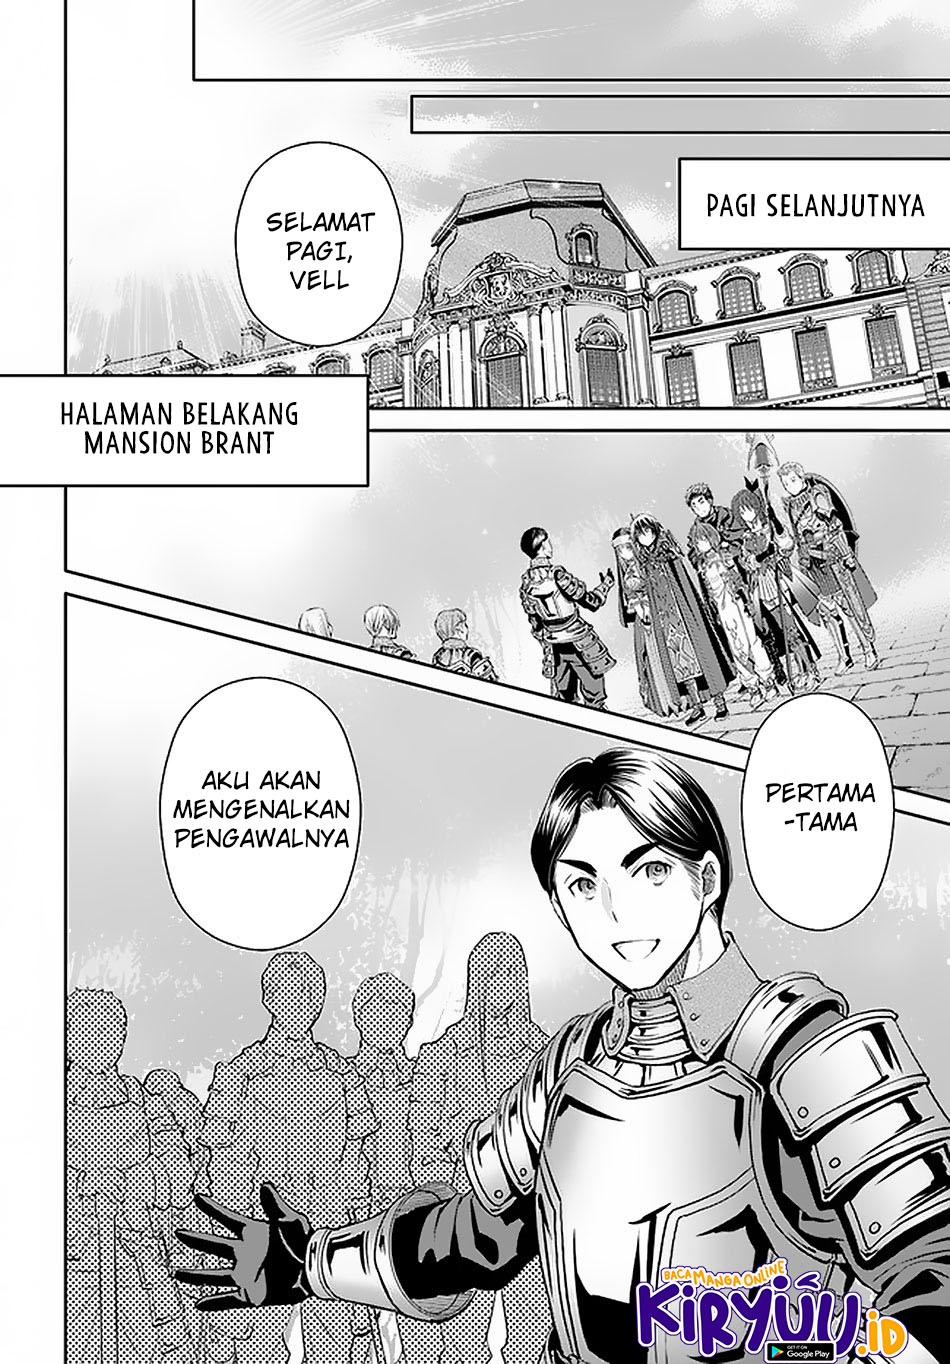 PAGI SELANJUTNYA
SELAMAT
PAGI,
VELL
HALAMAN BELAKANG
MANSION BRANT
PERTAMA
-TAMA
AKU AKAN
MENGENALKAN
PENGAWALNYA
BACA MANGA ONLINE
KIRYUU.iD
GET IT ON
Google Play